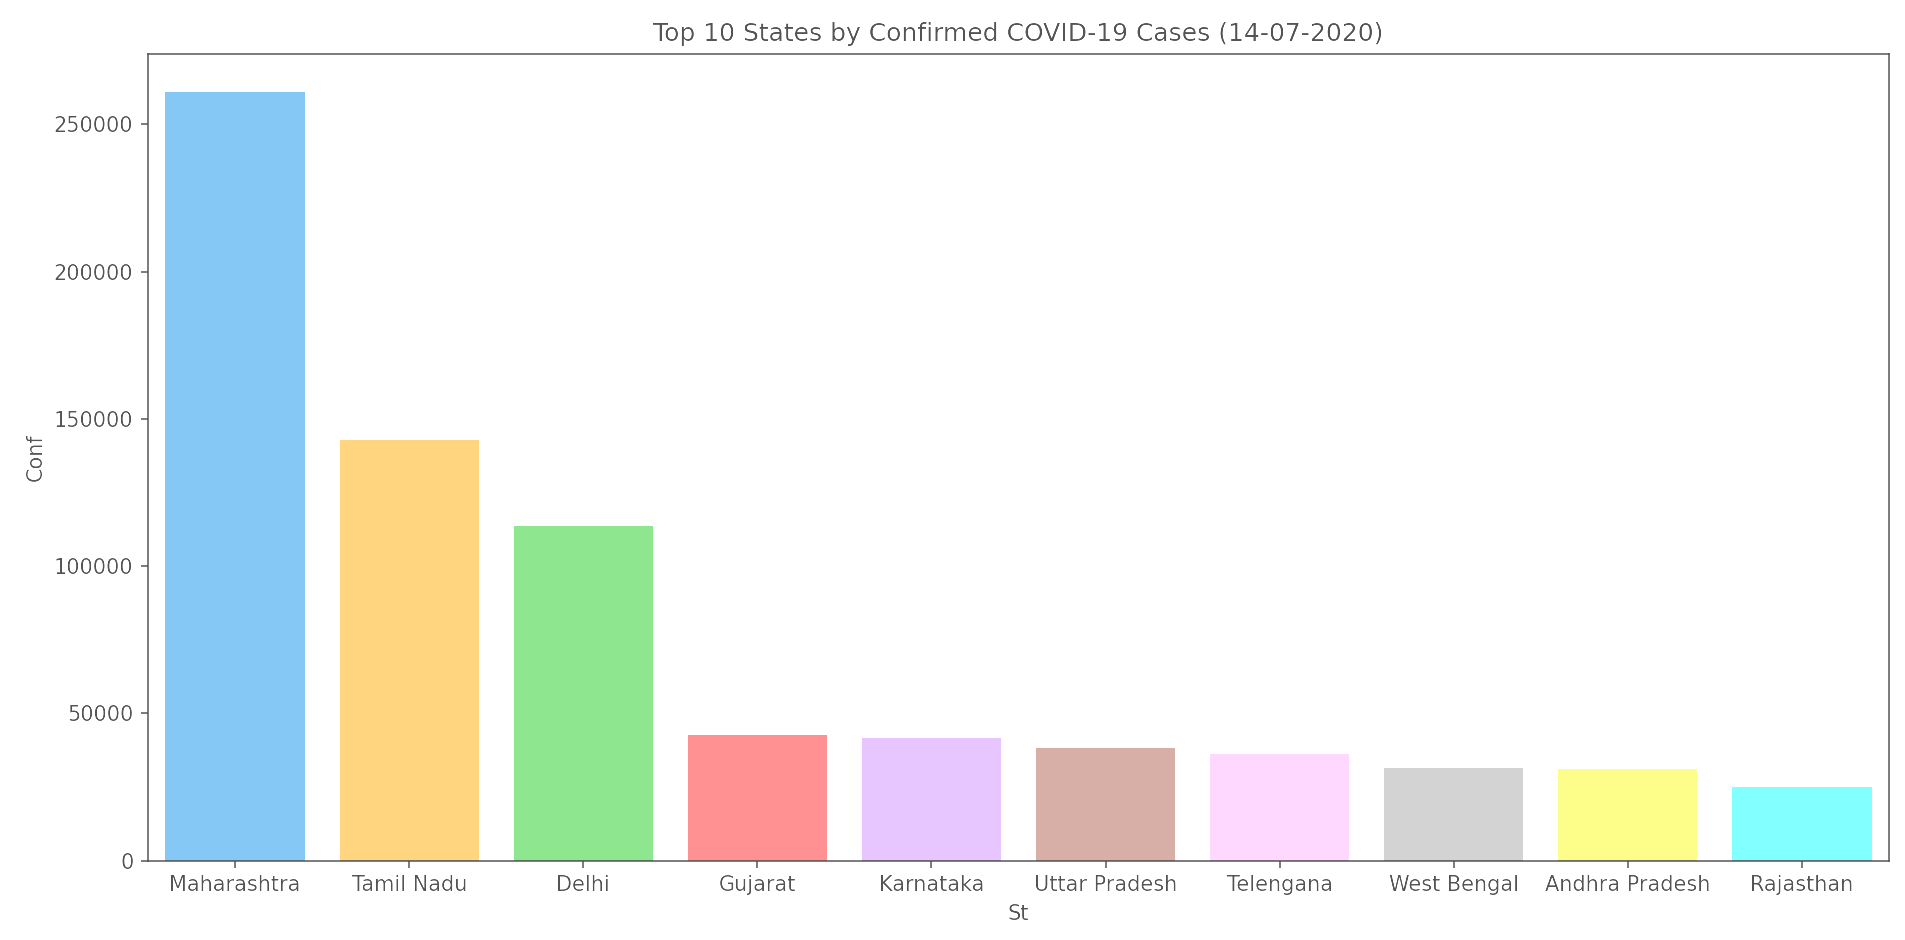 Top 10 States by Confirmed COVID-19 Cases (14-07-2020)
250000
200000
150000
100000
50000
0
Conf
Maharashtra Tamil Nadu Delhi Gujarat Karnataka Uttar Pradesh Telengana West Bengal Andhra Pradesh Rajasthan
St